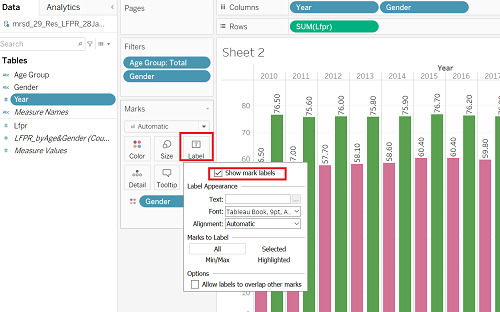 Data
Analytics
Pages
Columns
Year
Gender
Rows
SUM(Lfpr)
mrsd_29_Res_LFPR_28Ja...
Search
Tables
Age Group
Gender
Year
Measure Names
Lfpr
LFPR_byAge&Gender (Cou...
Measure Values
Filters
Age Group: Total
Gender
Marks
Automatic
Color
Size
Label
Detail
Tooltip
Gender
Show mark labels
Label Appearance
Text:
Font:
Tableau Book, 9pt, A...
Alignment:
Automatic
Marks to Label
All
Selected
Min/Max
Highlighted
Options
Allow labels to overlap other marks
Sheet 2
Year
2010 2011 2012 2013 2014 2015 2016 2017
80
70
60
50
76.50
75.60
57.70
76.00
58.10
75.80
58.60
75.90
60.40
76.70
60.40
76.20
59.80